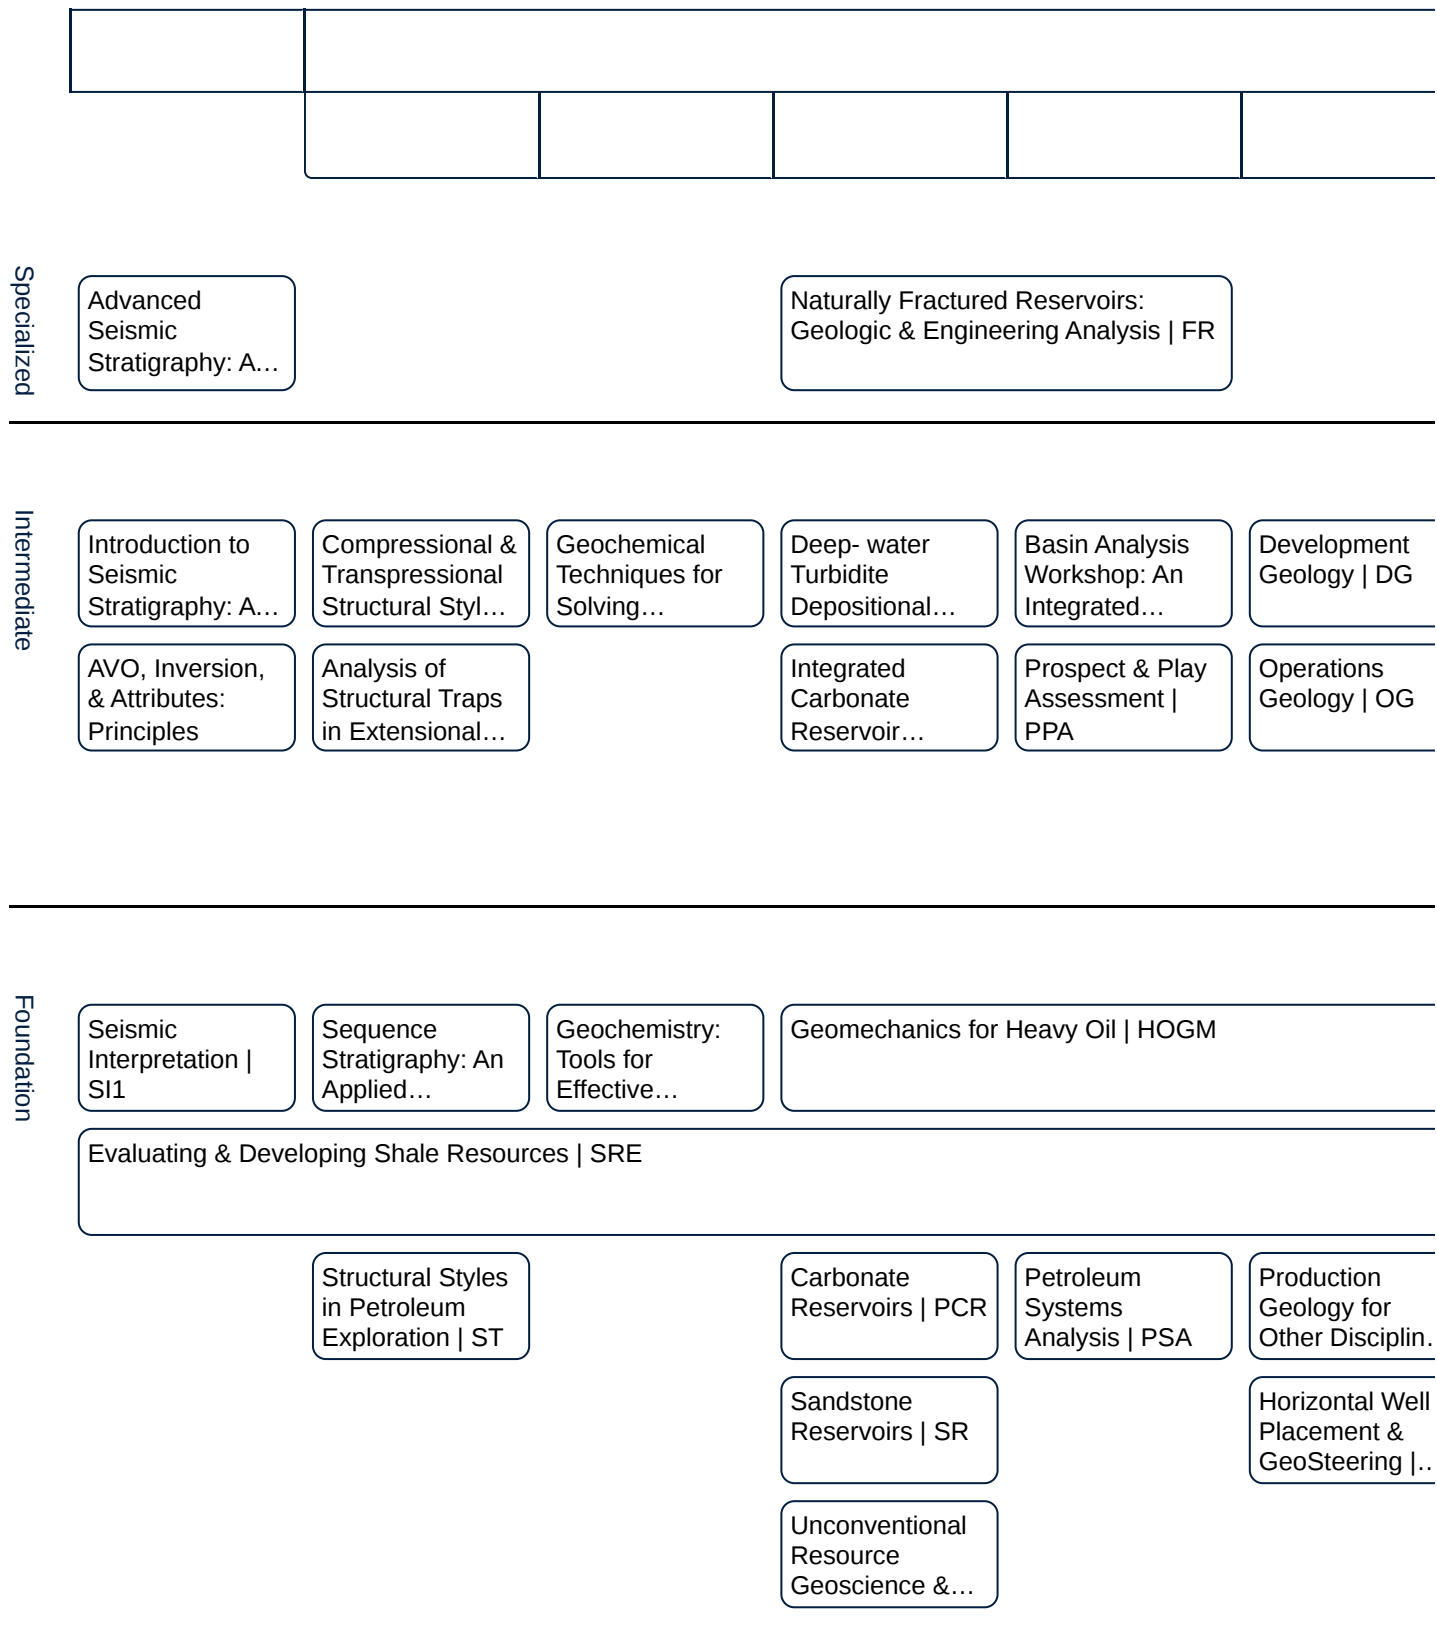 Specialized
Advanced
Seismic
Stratigraphy: A…
Naturally Fractured Reservoirs:
Geologic & Engineering Analysis | FR
Intermediate
Introduction to
Seismic
Stratigraphy: A…
Compressional &
Transpressional
Structural Styl…
Geochemical
Techniques for
Solving…
Deep- water
Turbidite
Depositional…
Basin Analysis
Workshop: An
Integrated…
Development
Geology | DG
AVO, Inversion,
& Attributes:
Principles
Analysis of
Structural Traps
in Extensional…
Integrated
Carbonate
Reservoir…
Prospect & Play
Assessment |
PPA
Operations
Geology | OG
Foundation
Seismic
Interpretation |
SI1
Sequence
Stratigraphy: An
Applied…
Geochemistry:
Tools for
Effective…
Geomechanics for Heavy Oil | HOGM
Evaluating & Developing Shale Resources | SRE
Structural Styles
in Petroleum
Exploration | ST
Carbonate
Reservoirs | PCR
Petroleum
Systems
Analysis | PSA
Production
Geology for
Other Disciplin…
Sandstone
Reservoirs | SR
Horizontal Well
Placement &
GeoSteering |…
Unconventional
Resource
Geoscience &…